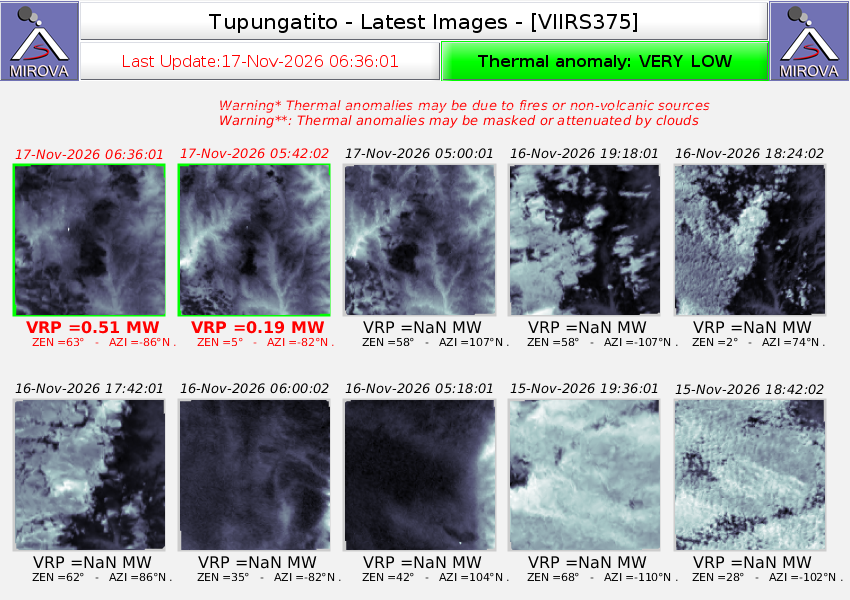 Tupungatito - Latest Images - [VIIRS375]
MIROVA
Last Update:17-Nov-2026 06:36:01
Thermal anomaly: VERY LOW
MIROVA
Warning* Thermal anomalies may be due to fires or non-volcanic sources
Warning**: Thermal anomalies may be masked or attenuated by clouds
17-Nov-2026 06:36:01
17-Nov-2026 05:42:02
17-Nov-2026 05:00:01
16-Nov-2026 19:18:01
16-Nov-2026 18:24:02
VRP =0.51 MW
VRP =0.19 MW
VRP =NaN MW
VRP =NaN MW
VRP =NaN MW
ZEN =63° - AZI =-86°N .
ZEN =5° - AZI =-82°N .
ZEN =58° - AZI =107°N .
ZEN =58° - AZI =-107°N .
ZEN =2° - AZI =74°N .
16-Nov-2026 17:42:01
16-Nov-2026 06:00:02
16-Nov-2026 05:18:01
15-Nov-2026 19:36:01
15-Nov-2026 18:42:02
VRP =NaN MW
VRP =NaN MW
VRP =NaN MW
VRP =NaN MW
VRP =NaN MW
ZEN =62° - AZI =86°N .
ZEN =35° - AZI =-82°N .
ZEN =42° - AZI =104°N .
ZEN =68° - AZI =-110°N .
ZEN =28° - AZI =-102°N .